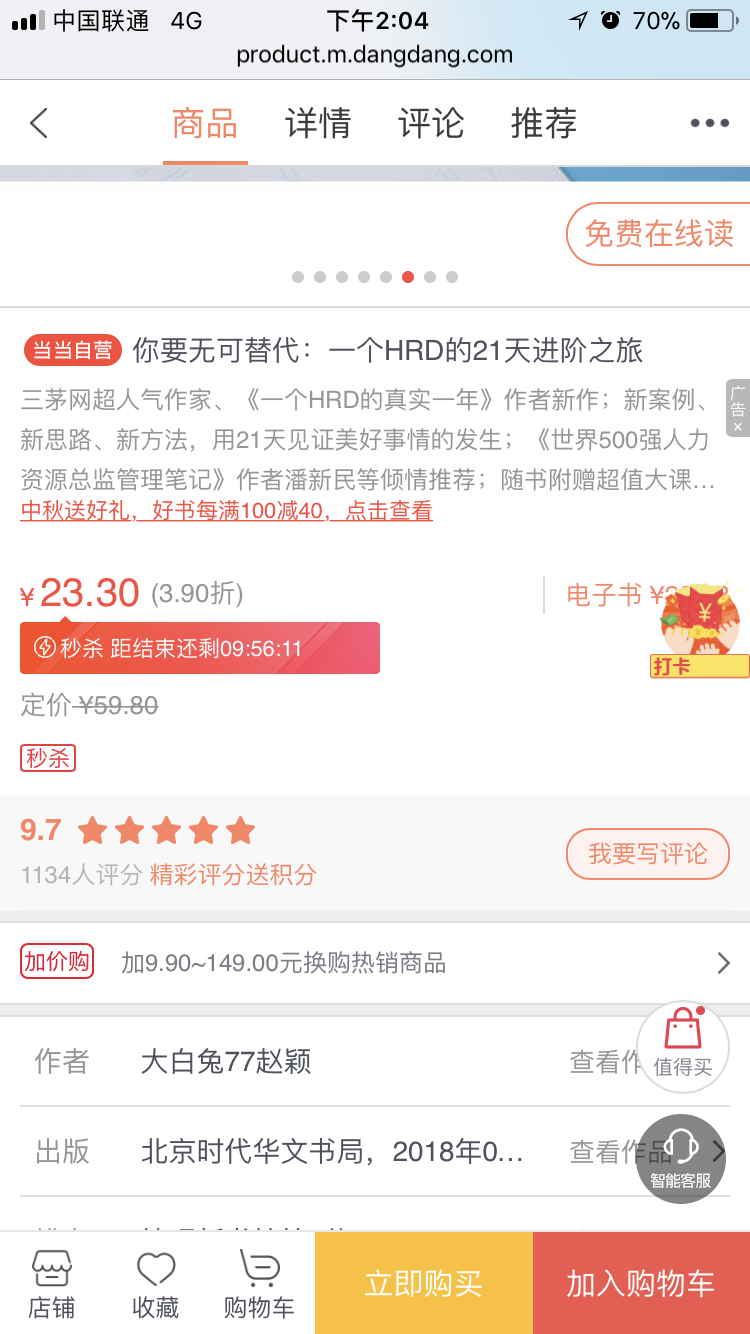 中国联通 4G 下午2:04 70%
product.m.dangdang.com
商品 详情 评论 推荐
免费在线读
当当自营 你要无可替代：一个HRD的21天进阶之旅
三茅网超人气作家、《一个HRD的真实一年》作者新作；新案例、
新思路、新方法，用21天见证美好事情的发生；《世界500强人力
资源总监管理笔记》作者潘新民等倾情推荐；随书附赠超值大课...
广告 ×
中秋送好礼，好书每满100减40，点击查看
¥23.30 (3.90折) 电子书
¥
打卡
秒杀 距结束还剩09:56:11
定价 ¥59.80
秒杀
9.7
1134人评分 精彩评分送积分
我要写评论
加价购 加9.90~149.00元换购热销商品
值得买
作者 大白兔77赵颖 查看作
出版 北京时代华文书局，2018年0... 查看作品
智能客服
店铺 收藏 购物车 立即购买 加入购物车